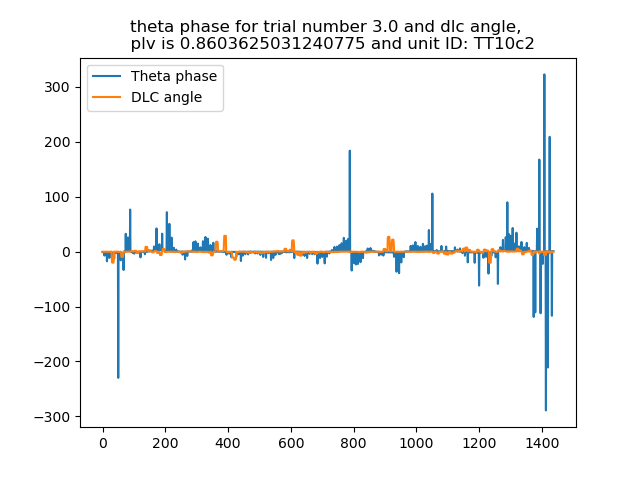 theta phase for trial number 3.0 and dlc angle,
plv is 0.8603625031240775 and unit ID: TT10c2
Theta phase
DLC angle
300
200
100
0
−100
−200
−300
0 200 400 600 800 1000 1200 1400